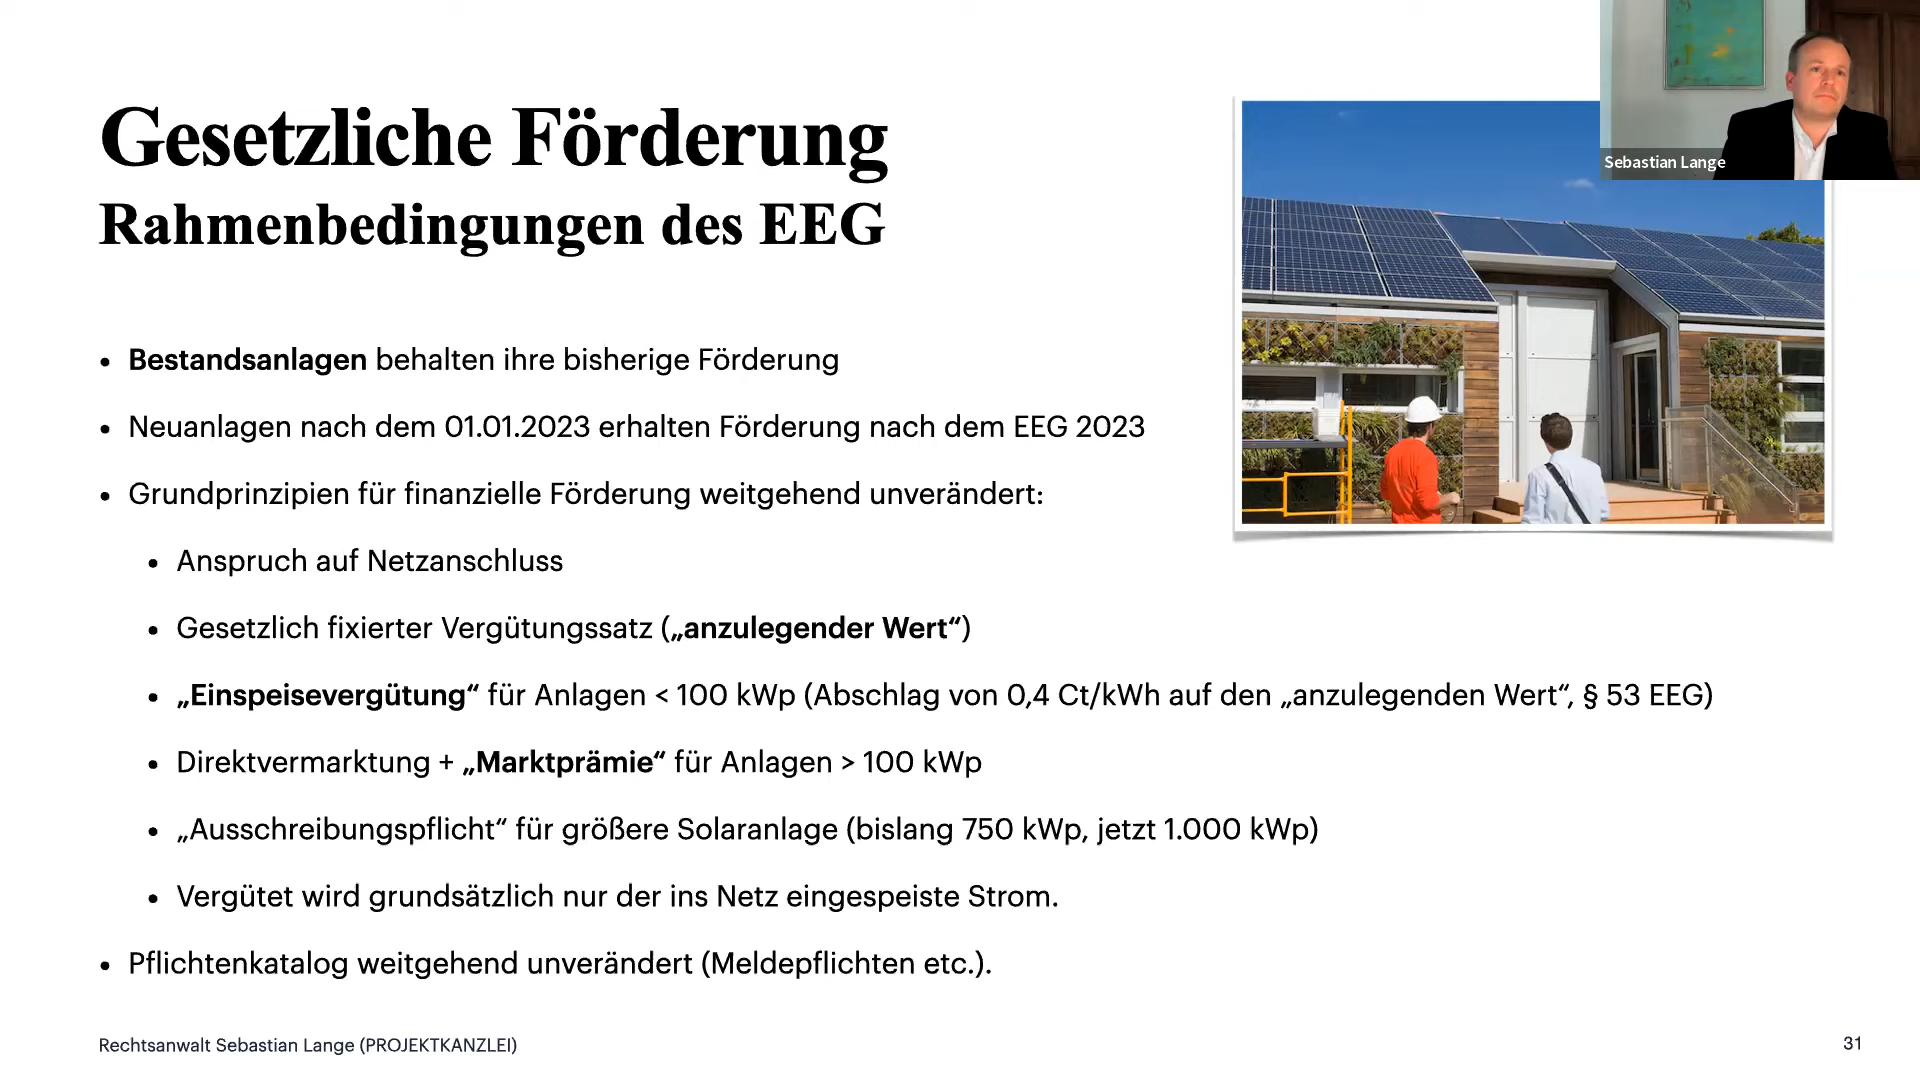 Gesetzliche Förderung
Rahmenbedingungen des EEG
Sebastian Lange
• Bestandsanlagen behalten ihre bisherige Förderung
• Neuanlagen nach dem 01.01.2023 erhalten Förderung nach dem EEG 2023
• Grundprinzipien für finanzielle Förderung weitgehend unverändert:
• Anspruch auf Netzanschluss
• Gesetzlich fixierter Vergütungssatz („anzulegender Wert“)
• „Einspeisevergütung“ für Anlagen < 100 kWp (Abschlag von 0,4 Ct/kWh auf den „anzulegenden Wert“, § 53 EEG)
• Direktvermarktung + „Marktprämie“ für Anlagen > 100 kWp
• „Ausschreibungspflicht“ für größere Solaranlage (bislang 750 kWp, jetzt 1.000 kWp)
• Vergütet wird grundsätzlich nur der ins Netz eingespeiste Strom.
• Pflichtenkatalog weitgehend unverändert (Meldepflichten etc.).
Rechtsanwalt Sebastian Lange (PROJEKTKANZLEI)
31